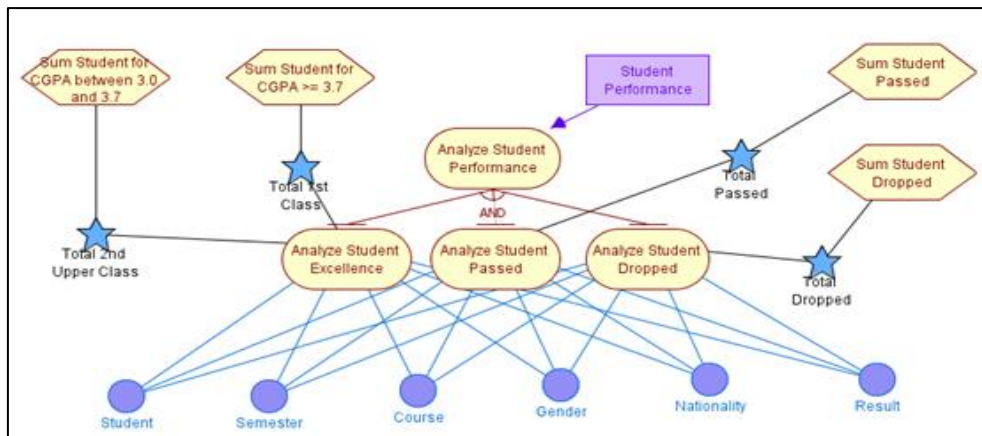 Sum Student for
CGPA between 3.0
and 3.7
Sum Student for
CGPA >= 3.7
Student
Performance
Sum Student
Passed
Analyze Student
Performance
Total 1st
Class
Total
Passed
Sum Student
Dropped
AND
Total 2nd
Upper Class
Analyze Student
Excellence
Analyze Student
Passed
Analyze Student
Dropped
Total
Dropped
Student
Semester
Course
Gender
Nationality
Result